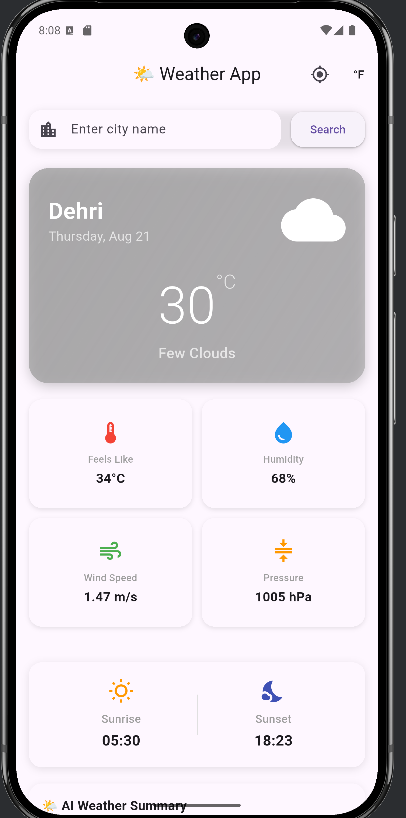 8:08
Weather App
°F
Enter city name
Search
Dehri
Thursday, Aug 21
30°C
Few Clouds
Feels Like
34°C
Humidity
68%
Wind Speed
1.47 m/s
Pressure
1005 hPa
Sunrise
05:30
Sunset
18:23
AI Weather Summary